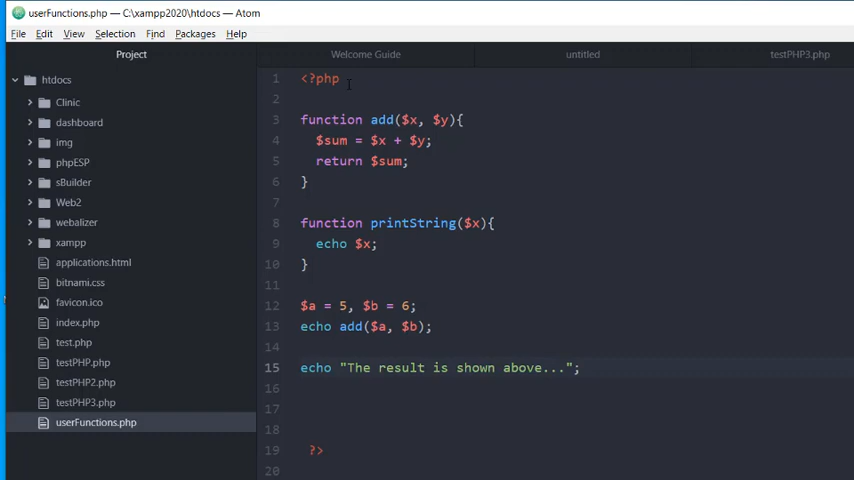 userFunctions.php — C:\xampp2020\htdocs — Atom
File Edit View Selection Find Packages Help
Project
Welcome Guide
untitled
testPHP3.php
htdocs
Clinic
dashboard
img
phpESP
sBuilder
Web2
webalizer
xampp
applications.html
bitnami.css
favicon.ico
index.php
test.php
testPHP.php
testPHP2.php
testPHP3.php
userFunctions.php
1 <?php
2
3 function add($x, $y){
4 $sum = $x + $y;
5 return $sum;
6 }
7
8 function printString($x){
9 echo $x;
10 }
11
12 $a = 5, $b = 6;
13 echo add($a, $b);
14
15 echo "The result is shown above...";
16
17
18
19 ?>
20